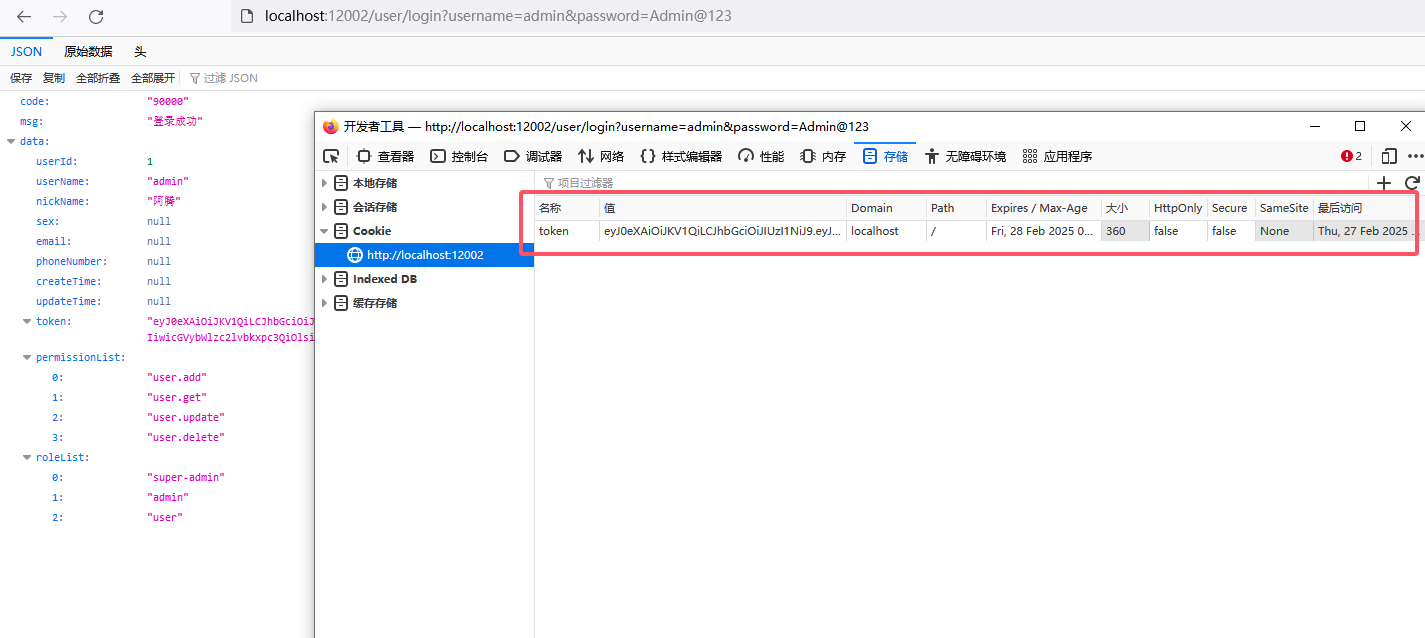 localhost:12002/user/login?username=admin&password=Admin@123
JSON 原始数据 头
保存 复制 全部折叠 全部展开 过滤 JSON
code: "90000"
msg: "登录成功"
data:
userId: 1
userName: "admin"
nickName: "阿腾"
sex: null
email: null
phoneNumber: null
createTime: null
updateTime: null
token: "eyJ0eXAiOiJKV1QiLCJhbGciOiJ
IiwicGVybWlzc2lvbkxpc3QiOlsi
permissionList:
0: "user.add"
1: "user.get"
2: "user.update"
3: "user.delete"
roleList:
0: "super-admin"
1: "admin"
2: "user"
开发者工具 — http://localhost:12002/user/login?username=admin&password=Admin@123
查看器 控制台 调试器 网络 样式编辑器 性能 内存 存储 无障碍环境 应用程序 2
本地存储
会话存储
Cookie
http://localhost:12002
Indexed DB
缓存存储
项目过滤器
名称 值 Domain Path Expires / Max-Age 大小 HttpOnly Secure SameSite 最后访问
token eyJ0eXAiOiJKV1QiLCJhbGciOiJIUzI1NiJ9.eyJ... localhost / Fri, 28 Feb 2025 0... 360 false false None Thu, 27 Feb 2025 ...